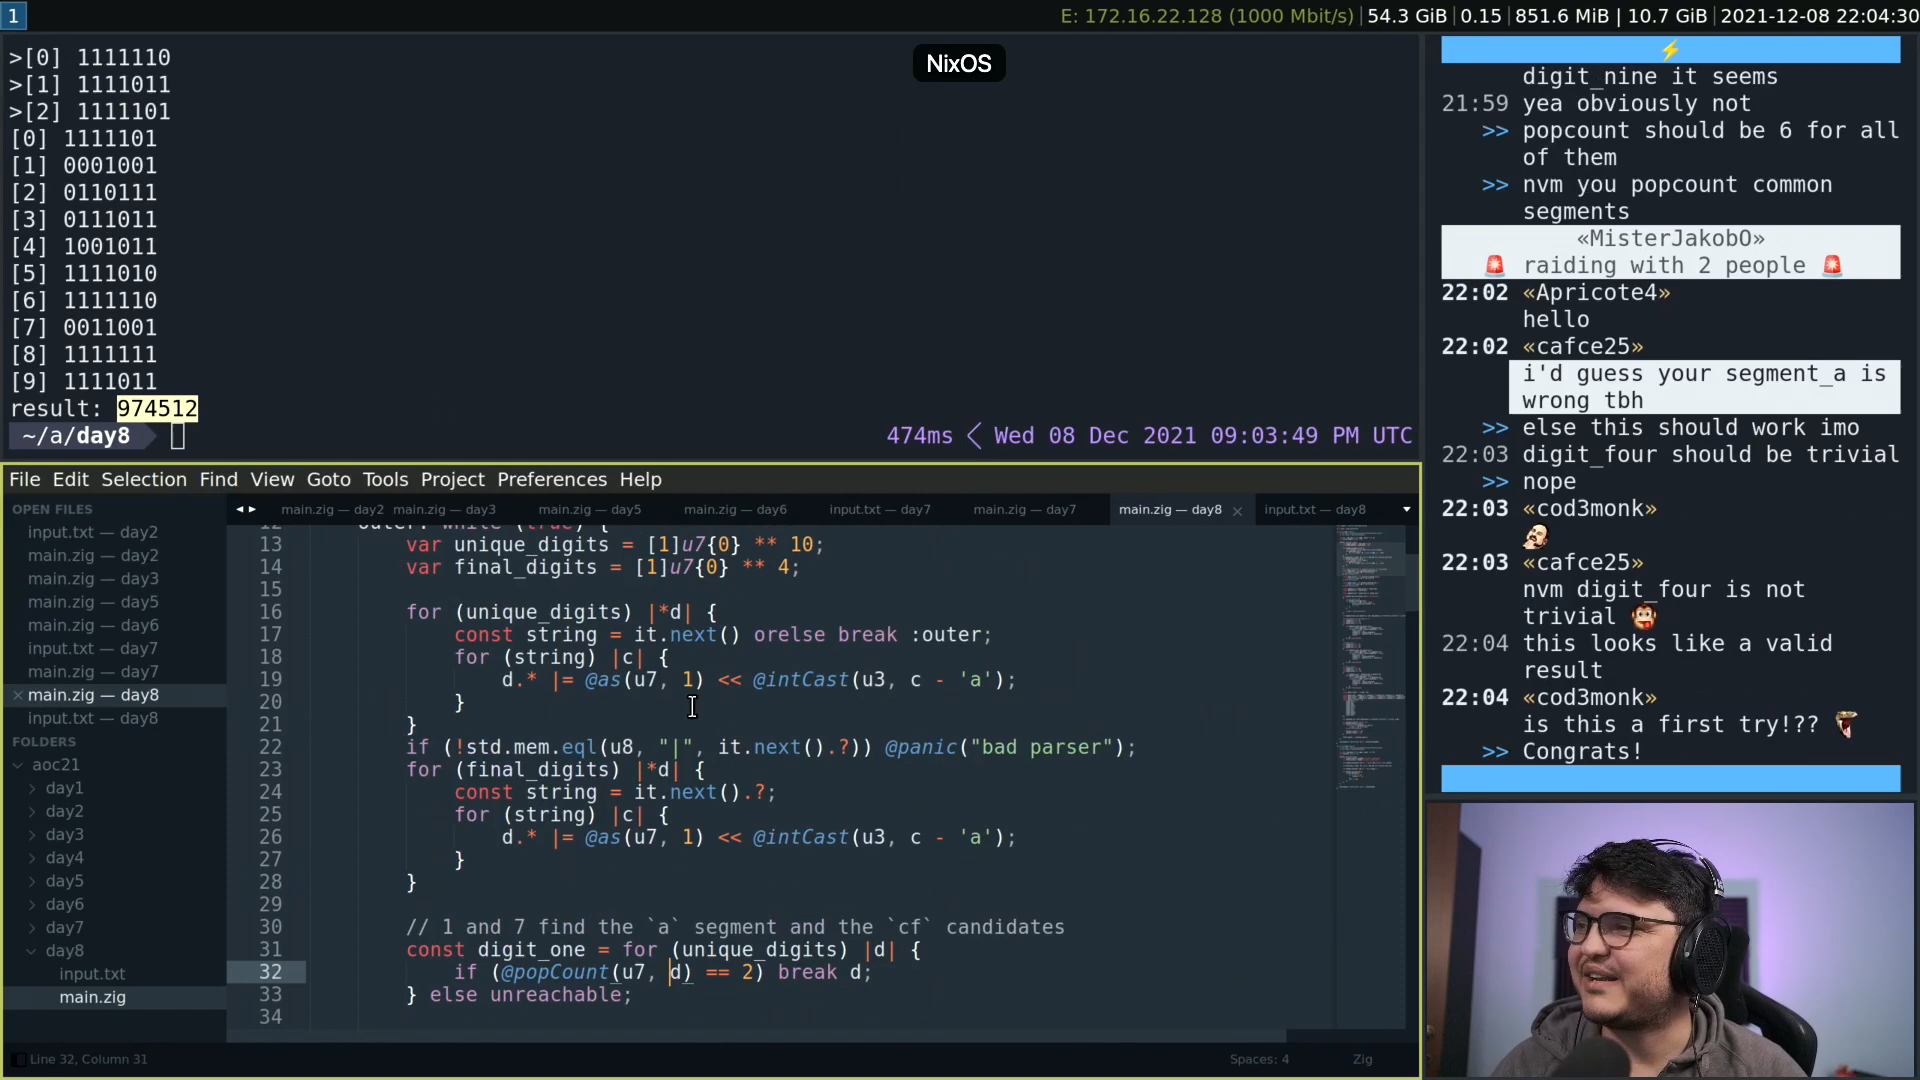 1
E: 172.16.22.128 (1000 Mbit/s) | 54.3 GiB | 0.15 | 851.6 MiB | 10.7 GiB | 2021-12-08 22:04:30
>[0] 1111110
>[1] 1111011
>[2] 1111101
[0] 1111101
[1] 0001001
[2] 0110111
[3] 0111011
[4] 1001011
[5] 1111010
[6] 1111110
[7] 0011001
[8] 1111111
[9] 1111011
result: 974512
~/a/day8
474ms < Wed 08 Dec 2021 09:03:49 PM UTC
NixOS
File Edit Selection Find View Goto Tools Project Preferences Help
OPEN FILES
input.txt — day2
main.zig — day2
main.zig — day3
main.zig — day5
main.zig — day6
input.txt — day7
main.zig — day7
× main.zig — day8
input.txt — day8
FOLDERS
aoc21
day1
day2
day3
day4
day5
day6
day7
day8
input.txt
main.zig
main.zig — day2 main.zig — day3 main.zig — day5 main.zig — day6 input.txt — day7 main.zig — day7 main.zig — day8 × input.txt — day8
outer: while (true) {
13 var unique_digits = [1]u7{0} ** 10;
14 var final_digits = [1]u7{0} ** 4;
15
16 for (unique_digits) |*d| {
17 const string = it.next() orelse break :outer;
18 for (string) |c| {
19 d.* |= @as(u7, 1) << @intCast(u3, c - 'a');
20 }
21 }
22 if (!std.mem.eql(u8, "|", it.next().?)) @panic("bad parser");
23 for (final_digits) |*d| {
24 const string = it.next().?;
25 for (string) |c| {
26 d.* |= @as(u7, 1) << @intCast(u3, c - 'a');
27 }
28 }
29
30 // 1 and 7 find the `a` segment and the `cf` candidates
31 const digit_one = for (unique_digits) |d| {
32 if (@popCount(u7, d) == 2) break d;
33 } else unreachable;
34
Line 32, Column 31
Spaces: 4 Zig
⚡
digit_nine it seems
21:59 yea obviously not
>> popcount should be 6 for all
of them
>> nvm you popcount common
segments
«MisterJakobO»
🚨 raiding with 2 people 🚨
22:02 «Apricote4»
hello
22:02 «cafce25»
i'd guess your segment_a is
wrong tbh
>> else this should work imo
22:03 digit_four should be trivial
>> nope
22:03 «cod3monk»
22:03 «cafce25»
nvm digit_four is not
trivial
22:04 this looks like a valid
result
22:04 «cod3monk»
is this a first try!??
>> Congrats!